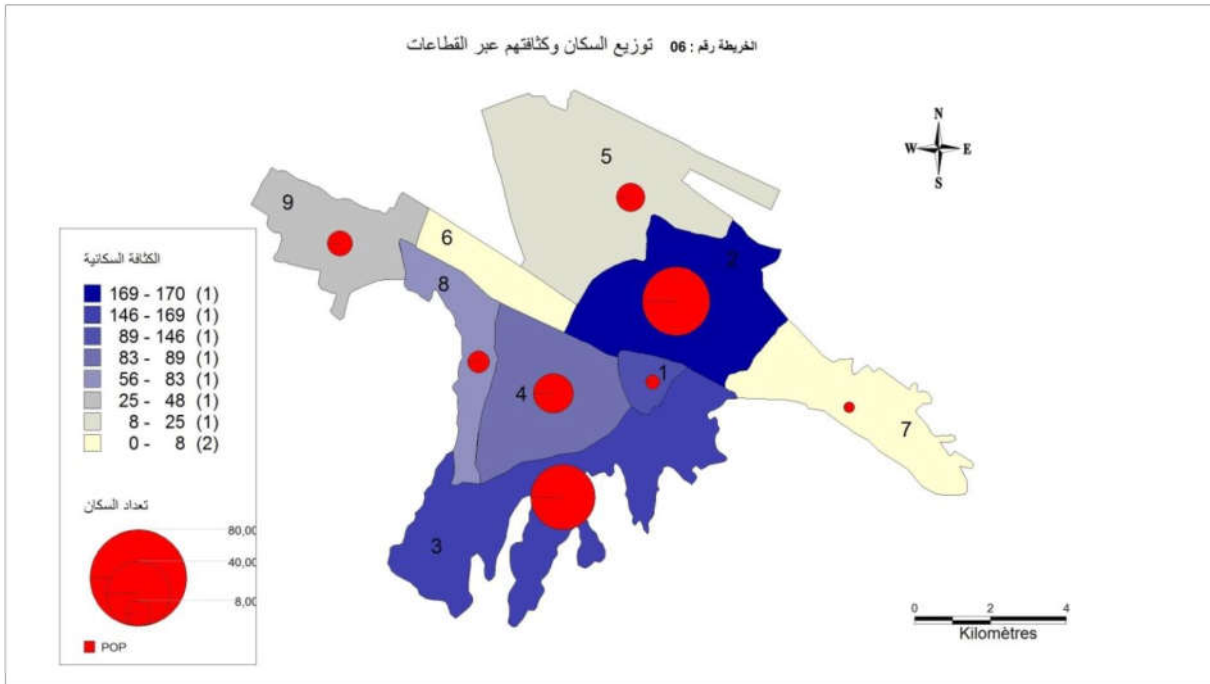 الخريطة رقم : 06 توزيع السكان وكثافتهم عبر القطاعات
N
W E
S
5
9
6
2
8
1
4
7
3
الكثافة السكانية
169 - 170 (1)
146 - 169 (1)
89 - 146 (1)
83 - 89 (1)
56 - 83 (1)
25 - 48 (1)
8 - 25 (1)
0 - 8 (2)
تعداد السكان
80,00
40,00
8,00
POP
0 2 4
Kilomètres